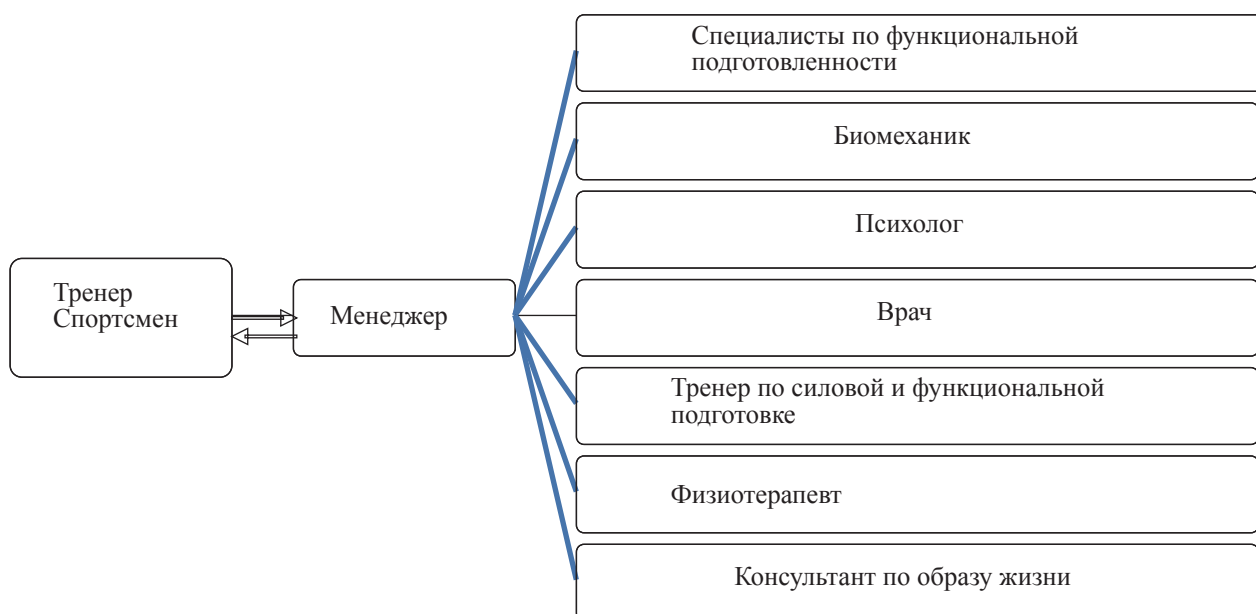 Тренер
Спортсмен
Менеджер
Специалисты по функциональной
подготовленности
Биомеханик
Психолог
Врач
Тренер по силовой и функциональной
подготовке
Физиотерапевт
Консультант по образу жизни